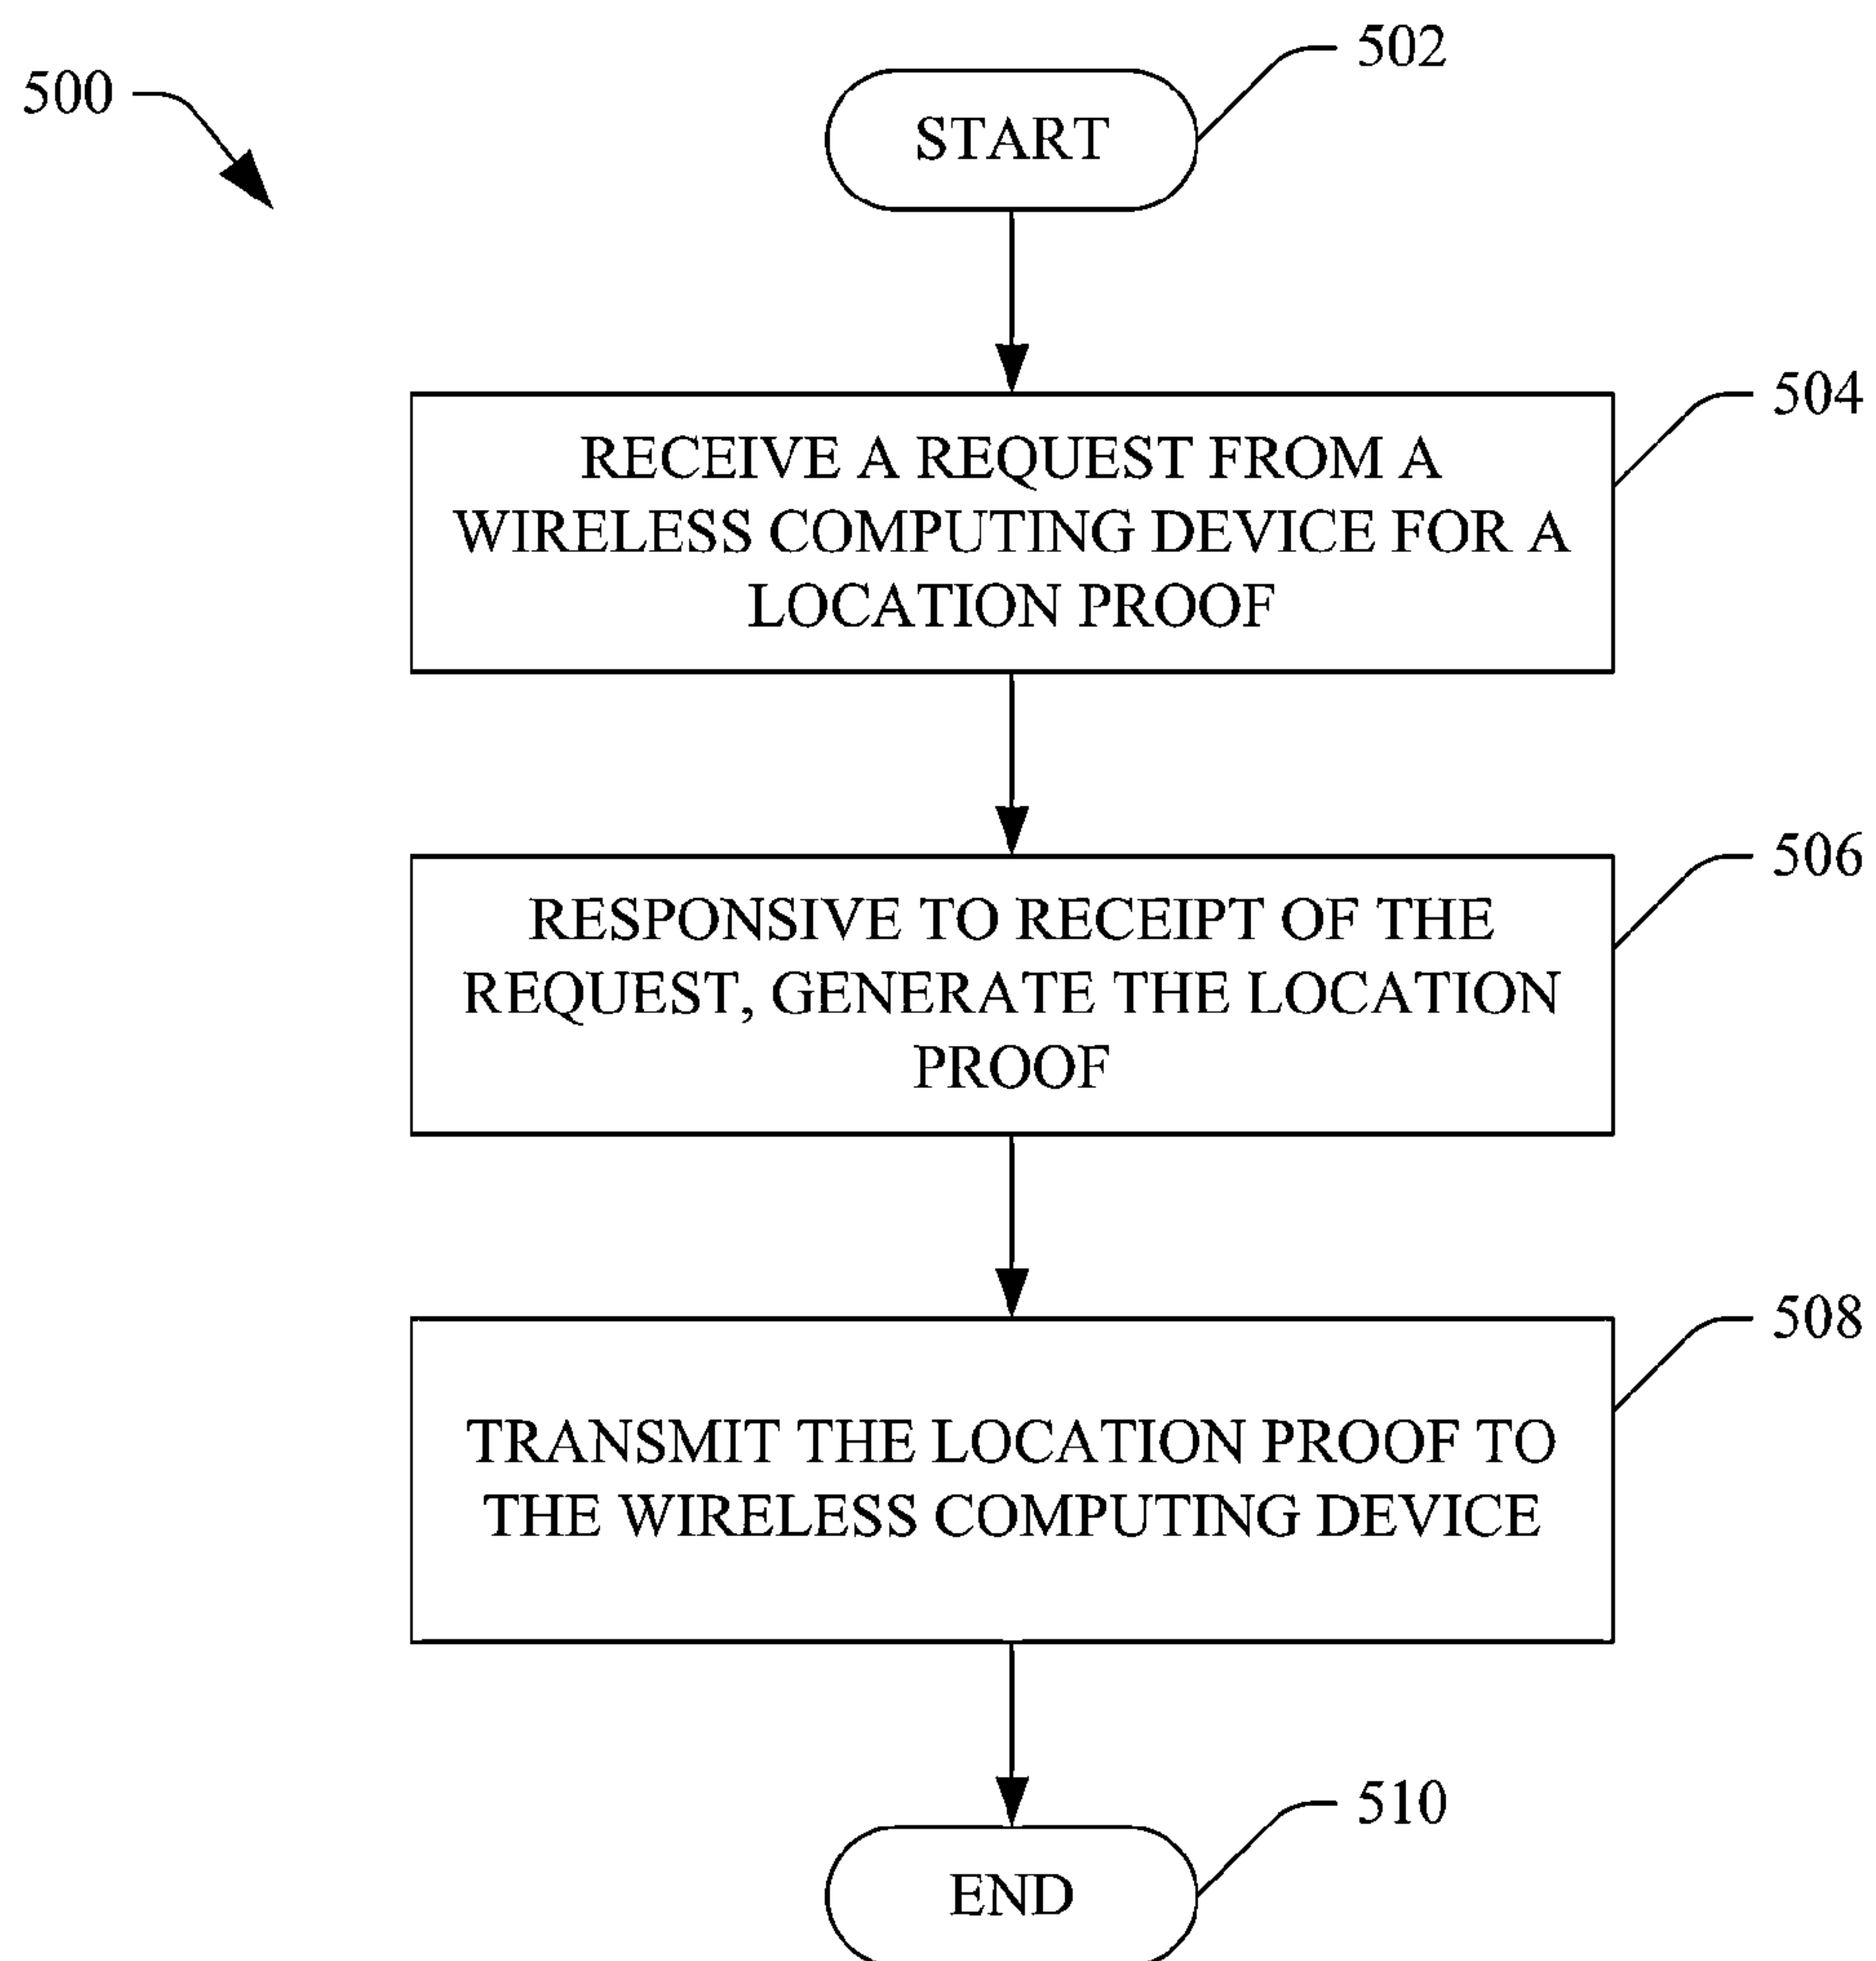 502
500
START
504
RECEIVE A REQUEST FROM A
WIRELESS COMPUTING DEVICE FOR A
LOCATION PROOF
506
RESPONSIVE TO RECEIPT OF THE
REQUEST, GENERATE THE LOCATION
PROOF
508
TRANSMIT THE LOCATION PROOF TO
THE WIRELESS COMPUTING DEVICE
510
END